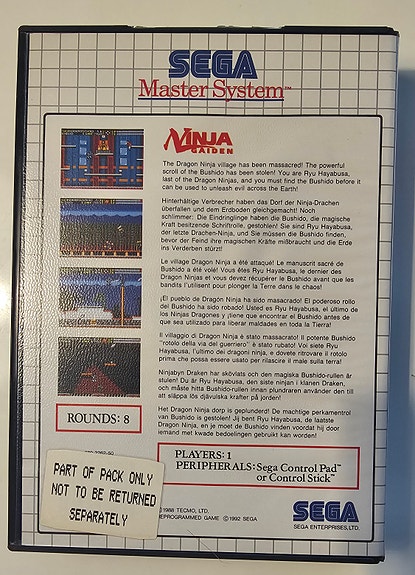 SEGA
Master System™
NINJA
GAIDEN
The Dragon Ninja village has been massacred! The powerful
scroll of the Bushido has been stolen! You are Ryu Hayabusa,
last of the Dragon Ninjas, and you must find the Bushido before it
can be used to unleash evil across the Earth!
Hinterhältige Verbrecher haben das Dorf der Ninja-Drachen
überfallen und dem Erdboden gleichgemacht! Noch
schlimmer: Die Eindringlinge haben die Bushido, die magische
Kraft besitzende Schriftrolle, gestohlen! Sie sind Ryu Hayabusa,
der letzte Drachen-Ninja, und Sie müssen die Bushido finden,
bevor der Feind ihre magischen Kräfte mißbraucht und die Erde
ins Verderben stürzt!
Le village Dragon Ninja a été attaqué! Le manuscrit sacré de
Bushido a été volé! Vous êtes Ryu Hayabusa, le dernier des
Dragon Ninjas et vous devez récupérer le Bushido avant que les
bandits l'utilisent pour plonger la Terre dans le chaos!
¡El pueblo de Dragon Ninja ha sido masacrado! El poderoso rollo
del Bushido ha sido robado! Usted es Ryu Hayabusa, el último de
los Ninjas Dragones y ¡tiene que encontrar el Bushido antes de
que sea utilizado para liberar maldades en toda la Tierra!
Il villaggio di Dragon Ninja è stato massacrato! Il potente Bushido
"rotolo della via del guerriero" è stato rubato! Voi siete Ryu
Hayabusa, l'ultimo dei dragoni ninja, e dovete ritrovare il rotolo
prima che possa essere usato per rilasciare il male sulla terra!
Ninjabyn Draken har skövlats och den magiska Bushido-rullen är
stulen! Du är Ryu Hayabusa, den siste ninjan i klanen Draken,
och måste hitta Bushido-rullen innan plundraren använder den till
att släppa lös djävulska krafter på jorden!
Het Dragon Ninja dorp is geplunderd! De machtige perkamentrol
van Bushido is gestolen! Jij bent Ryu Hayabusa, de laatste
Dragon Ninja, en je moet de Bushido vinden voordat hij door
iemand met kwade bedoelingen gebruikt kan worden!
ROUNDS: 8
PLAYERS: 1
PERIPHERALS: Sega Control Pad™
or Control Stick™
PART OF PACK ONLY
NOT TO BE RETURNED
SEPARATELY
©1988 TECMO, LTD.
REPROGRAMMED GAME ©1992 SEGA
SEGA
SEGA ENTERPRISES, LTD.